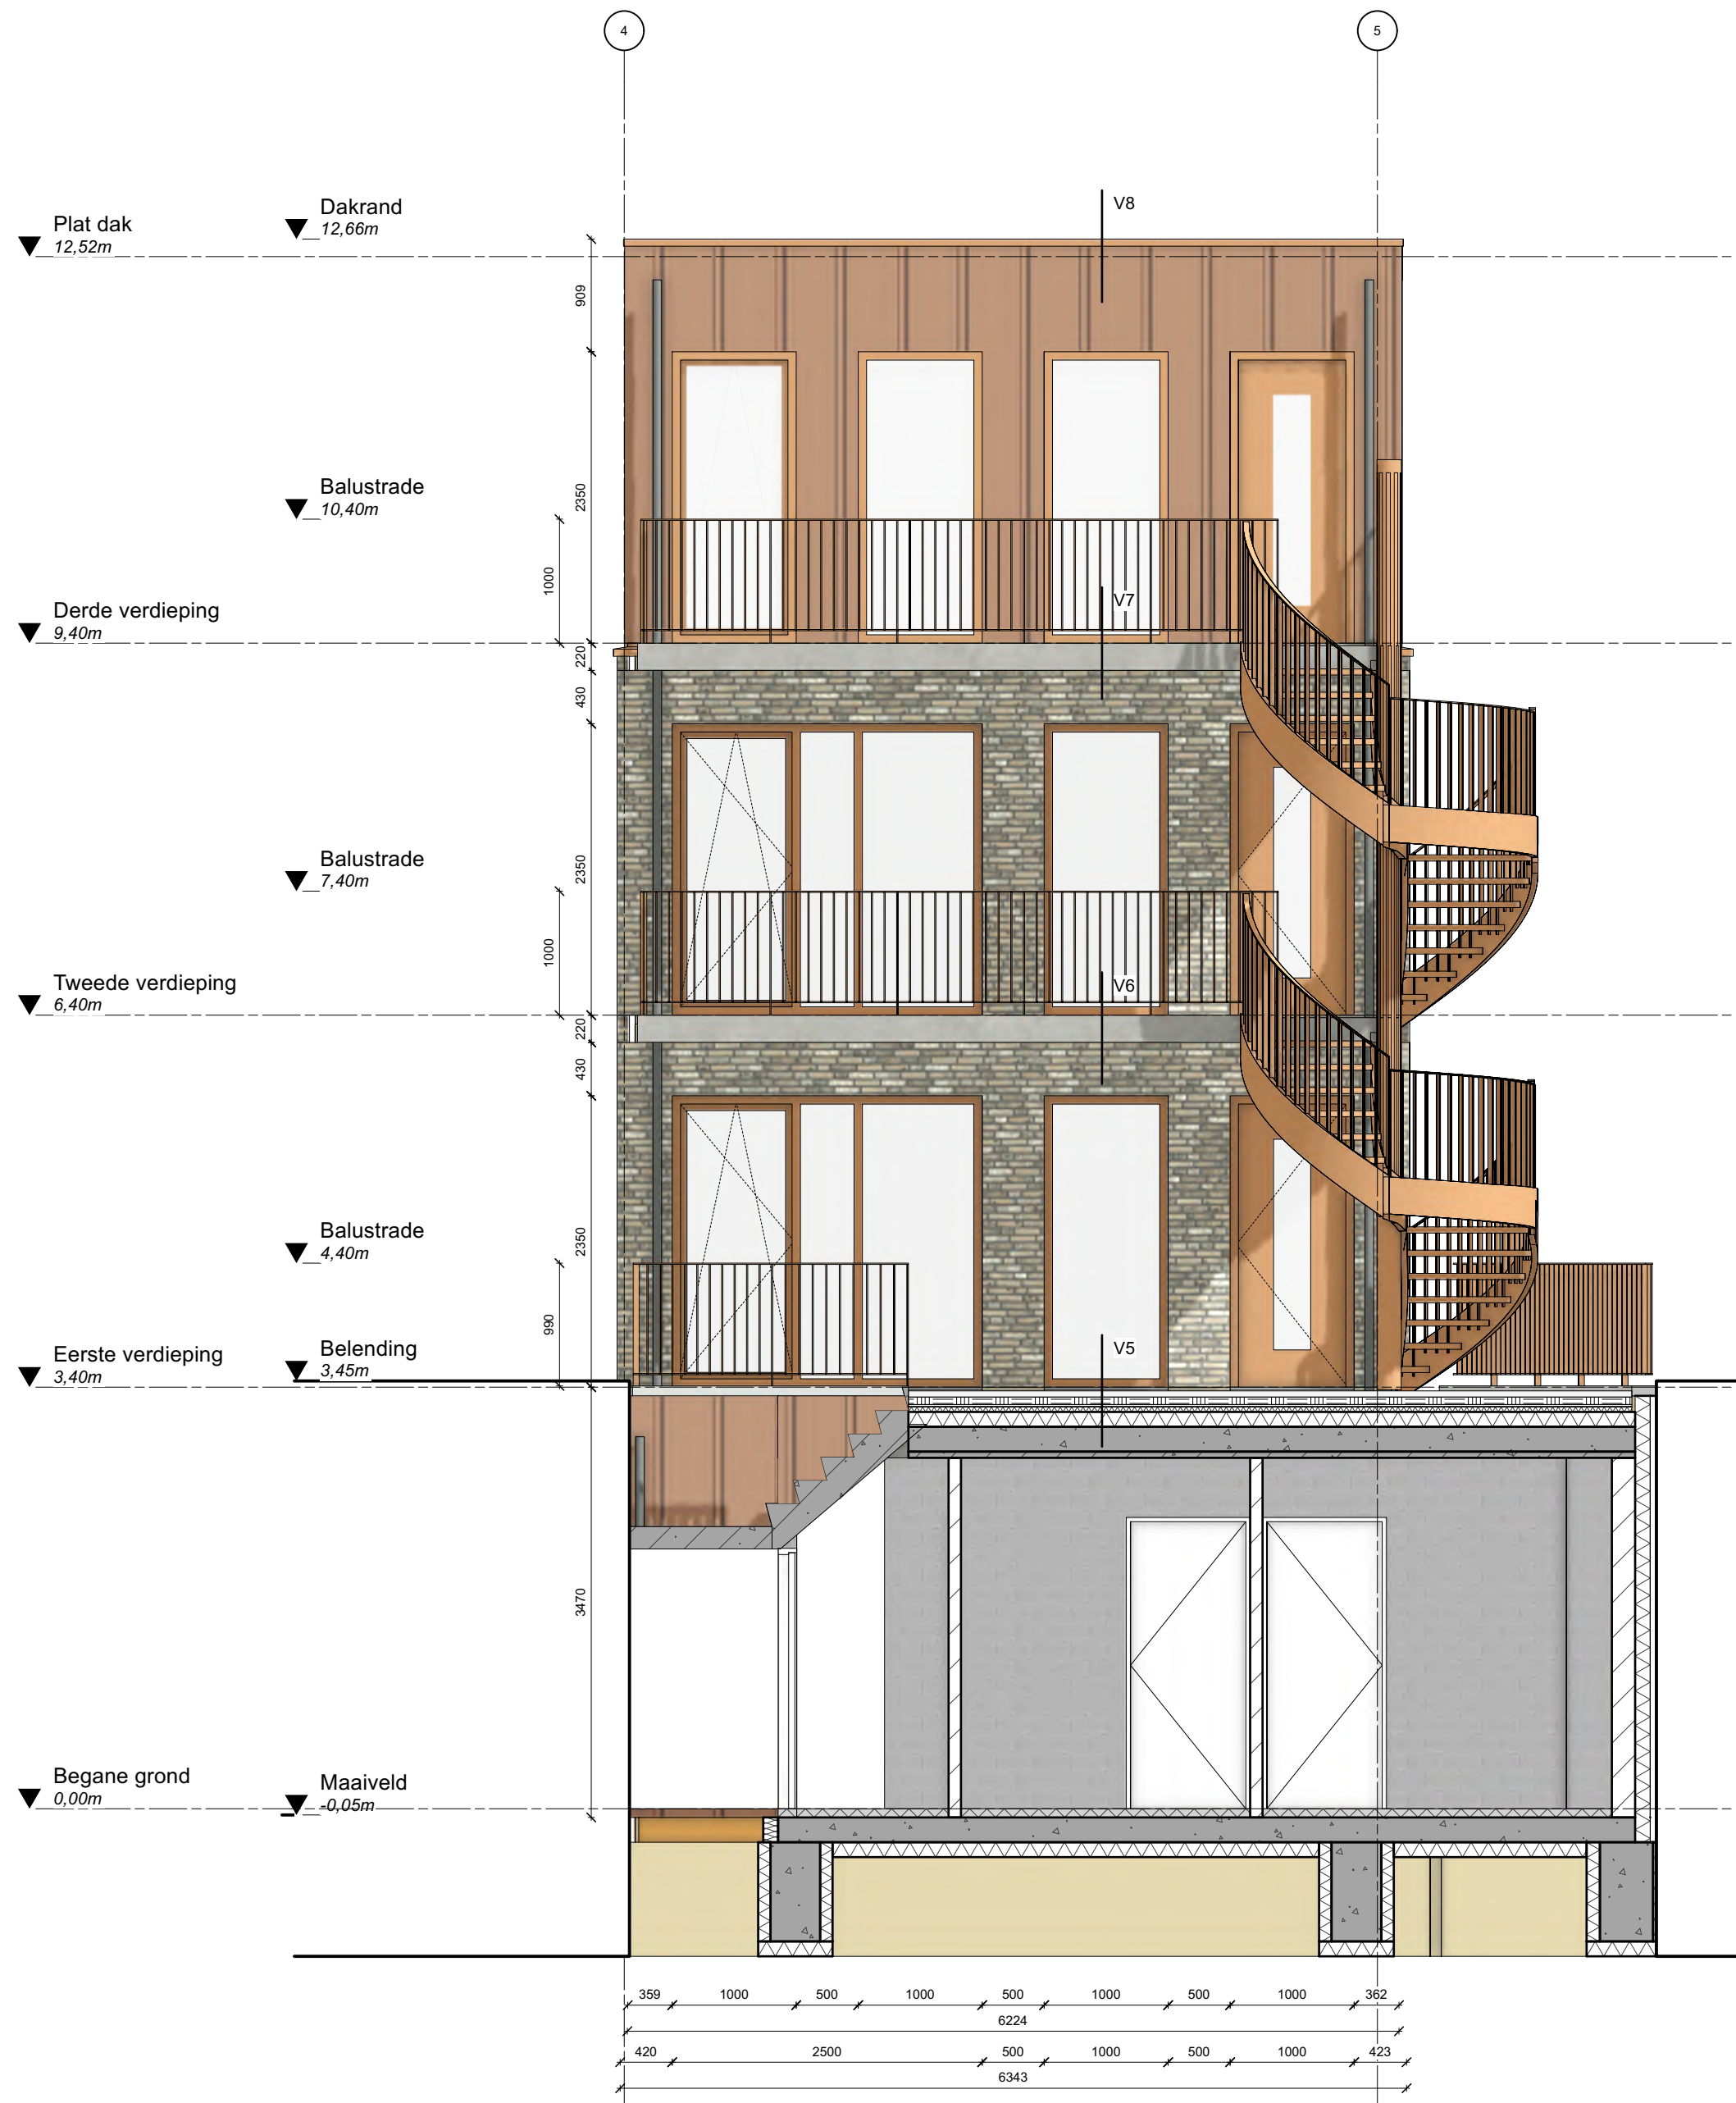 4
5
V8
Dakrand
12,66m
Plat dak
12,52m
909
2350
Balustrade
10,40m
1000
V7
Derde verdieping
9,40m
220
430
2350
Balustrade
7,40m
1000
V6
Tweede verdieping
6,40m
220
430
2350
Balustrade
4,40m
990
V5
Eerste verdieping
3,40m
Belending
3,45m
3470
Begane grond
0,00m
Maaiveld
-0,05m
359 1000 500 1000 500 1000 500 1000 362
6224
420 2500 500 1000 500 1000 423
6343